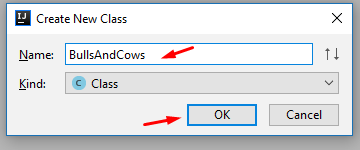 Create New Class
Name: BullsAndCows
Kind: C Class
OK Cancel